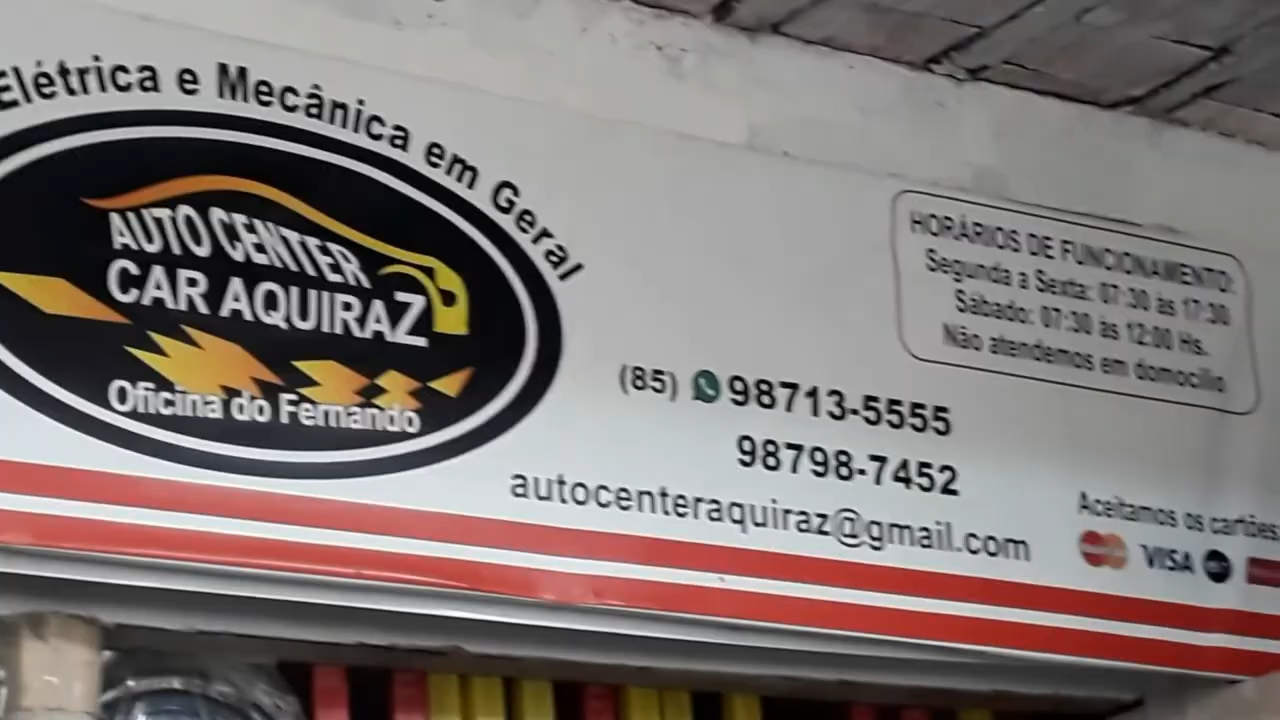 Elétrica e Mecânica em Geral
AUTO CENTER
CAR AQUIRAZ
Oficina do Fernando
(85) 98713-5555
98798-7452
autocenteraquiraz@gmail.com
HORÁRIOS DE FUNCIONAMENTO:
Segunda a Sexta: 07:30 às 17:30
Sábado: 07:30 às 12:00 Hs.
Não atendemos em domocilio
Aceitamos os cartões
VISA